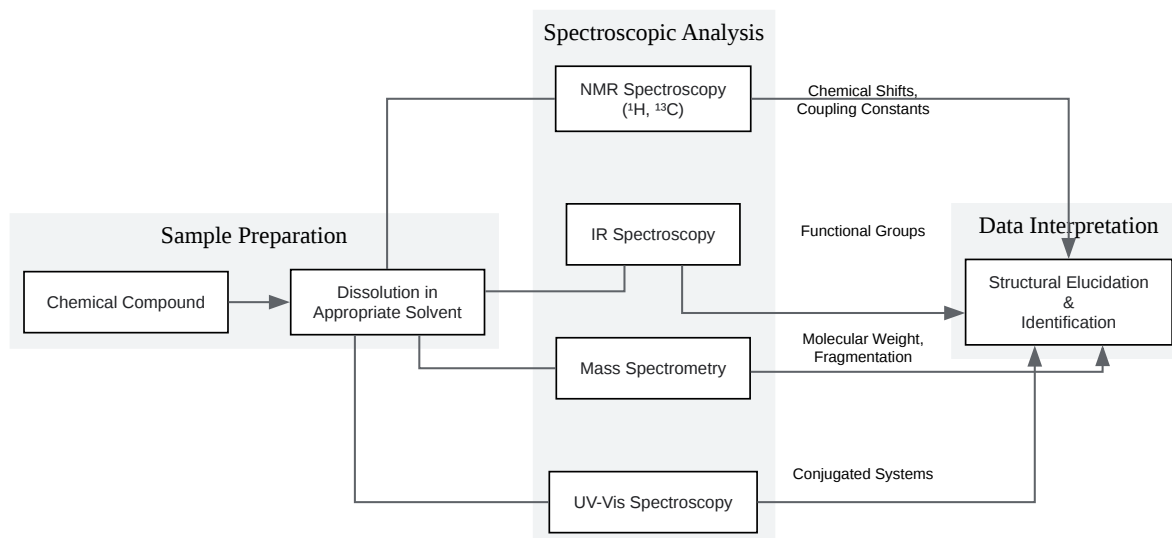 Spectroscopic Analysis
NMR Spectroscopy
(¹H, ¹³C)
Chemical Shifts,
Coupling Constants
Sample Preparation
Chemical Compound
Dissolution in
Appropriate Solvent
IR Spectroscopy
Functional Groups
Data Interpretation
Structural Elucidation
&
Identification
Mass Spectrometry
Molecular Weight,
Fragmentation
UV-Vis Spectroscopy
Conjugated Systems